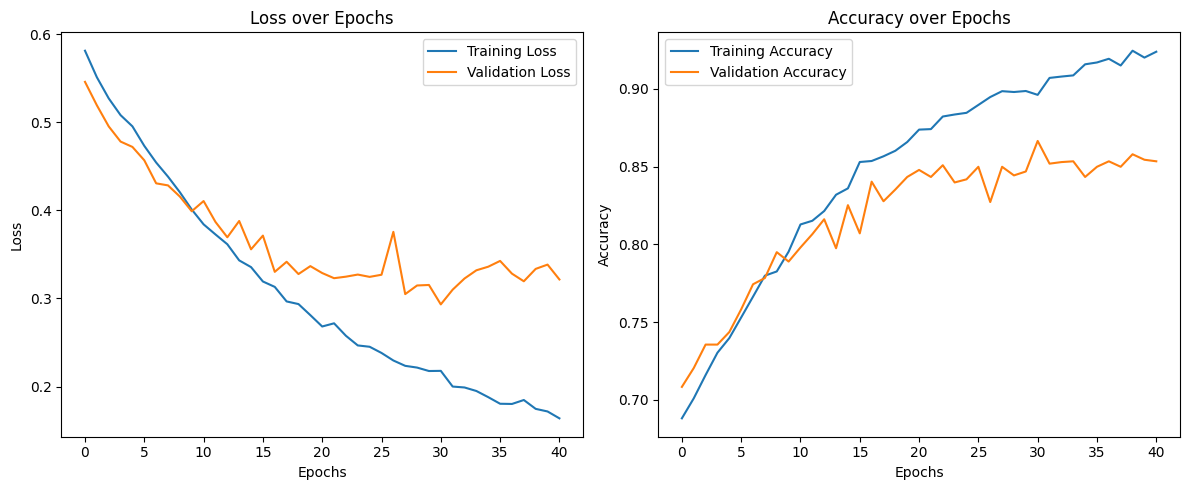 Loss over Epochs
Training Loss
Validation Loss
0.6
0.5
0.4
0.3
0.2
Loss
0 5 10 15 20 25 30 35 40
Epochs
Accuracy over Epochs
Training Accuracy
Validation Accuracy
0.90
0.85
0.80
0.75
0.70
Accuracy
0 5 10 15 20 25 30 35 40
Epochs